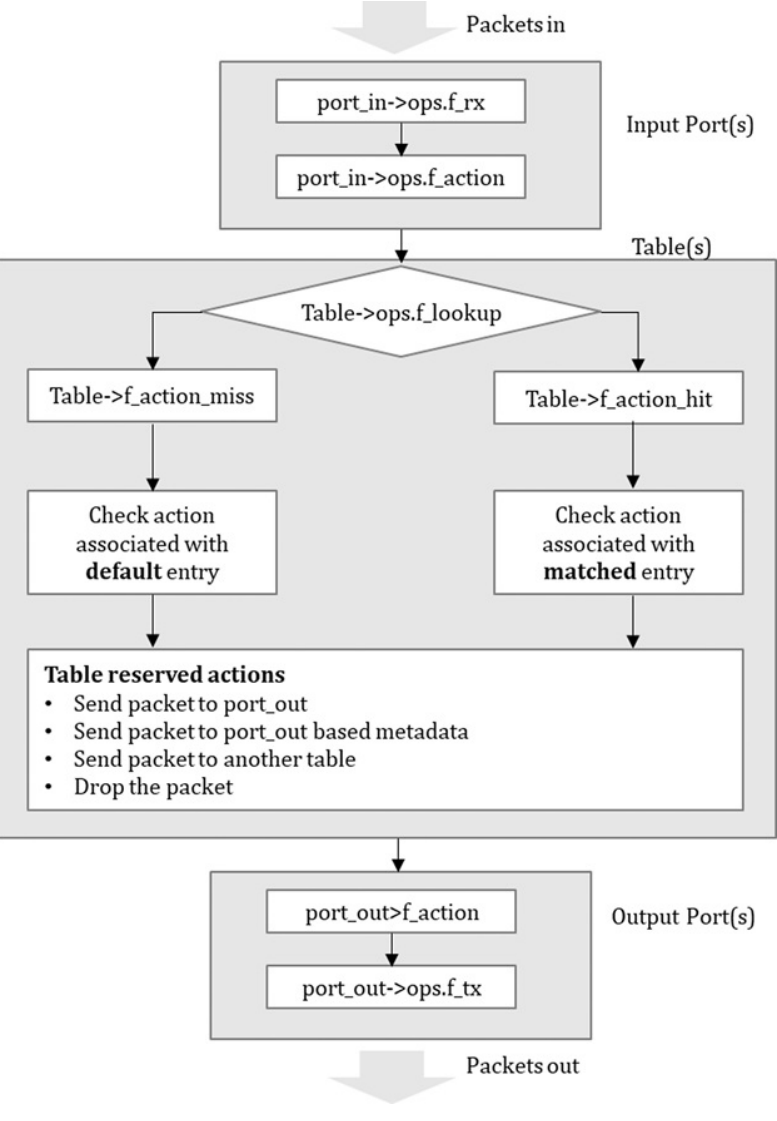 Packets in
port_in->ops.f_rx
Input Port(s)
port_in->ops.f_action
Table(s)
Table->ops.f_lookup
Table->f_action_miss
Table->f_action_hit
Check action
associated with
default entry
Check action
associated with
matched entry
Table reserved actions
• Send packet to port_out
• Send packet to port_out based metadata
• Send packet to another table
• Drop the packet
port_out>f_action
Output Port(s)
port_out->ops.f_tx
Packets out